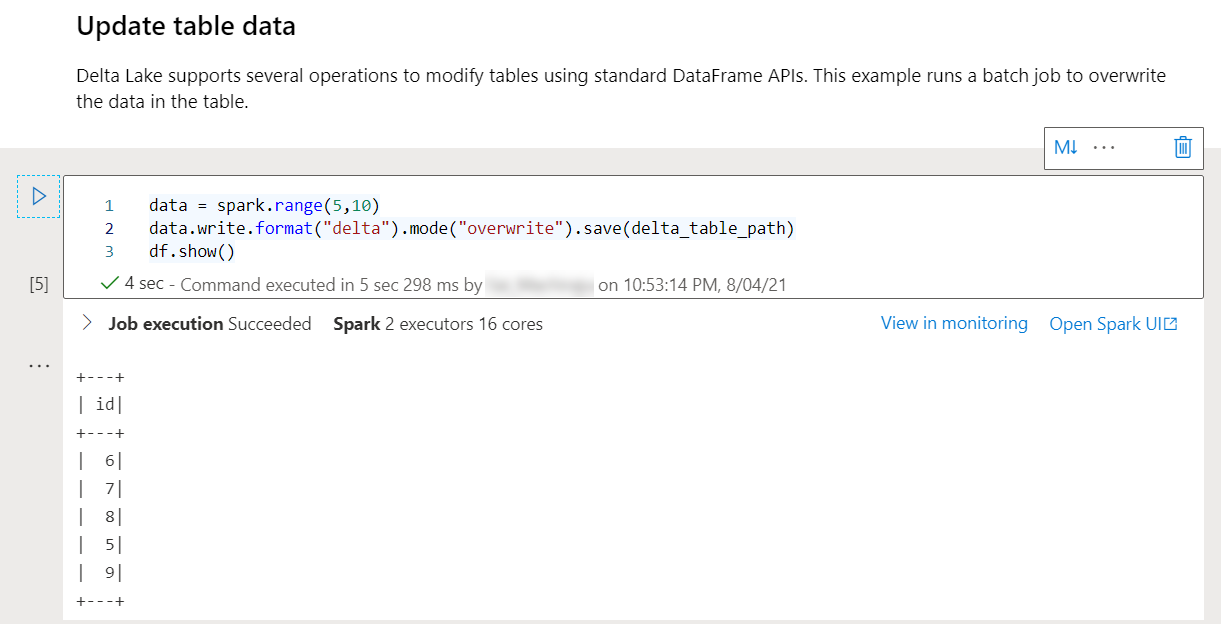 Update table data
Delta Lake supports several operations to modify tables using standard DataFrame APIs. This example runs a batch job to overwrite
the data in the table.
M↓ ...
1 data = spark.range(5,10)
2 data.write.format("delta").mode("overwrite").save(delta_table_path)
3 df.show()
[5] 4 sec - Command executed in 5 sec 298 ms by on 10:53:14 PM, 8/04/21
Job execution Succeeded Spark 2 executors 16 cores View in monitoring Open Spark UI
...
+---+
| id|
+---+
|  6|
|  7|
|  8|
|  5|
|  9|
+---+